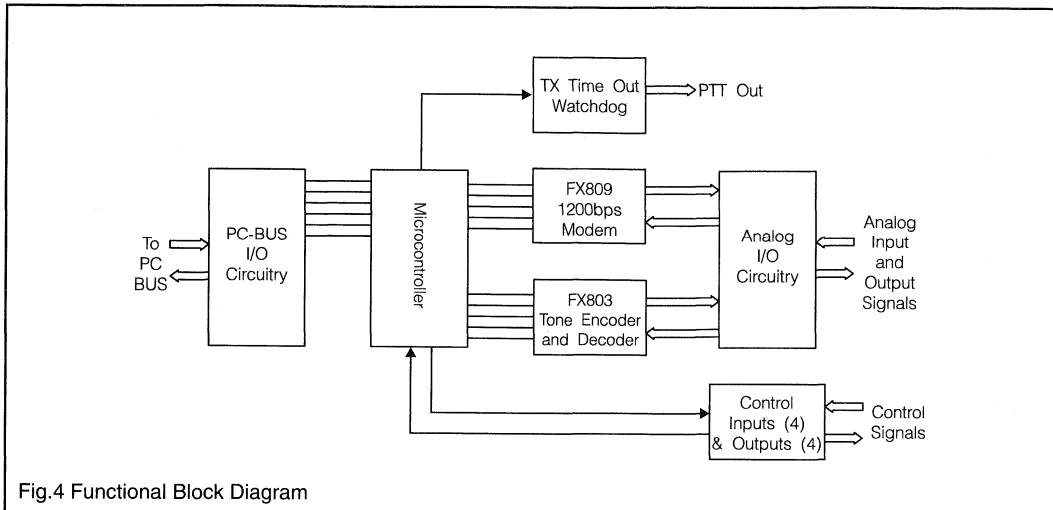 TX Time Out
Watchdog
PTT Out
To
PC
BUS
PC-BUS
I/O
Circuitry
Microcontroller
FX809
1200bps
Modem
FX803
Tone Encoder
and Decoder
Analog
I/O
Circuitry
Analog
Input
and
Output
Signals
Control
Inputs (4)
& Outputs (4)
Control
Signals
Fig.4 Functional Block Diagram